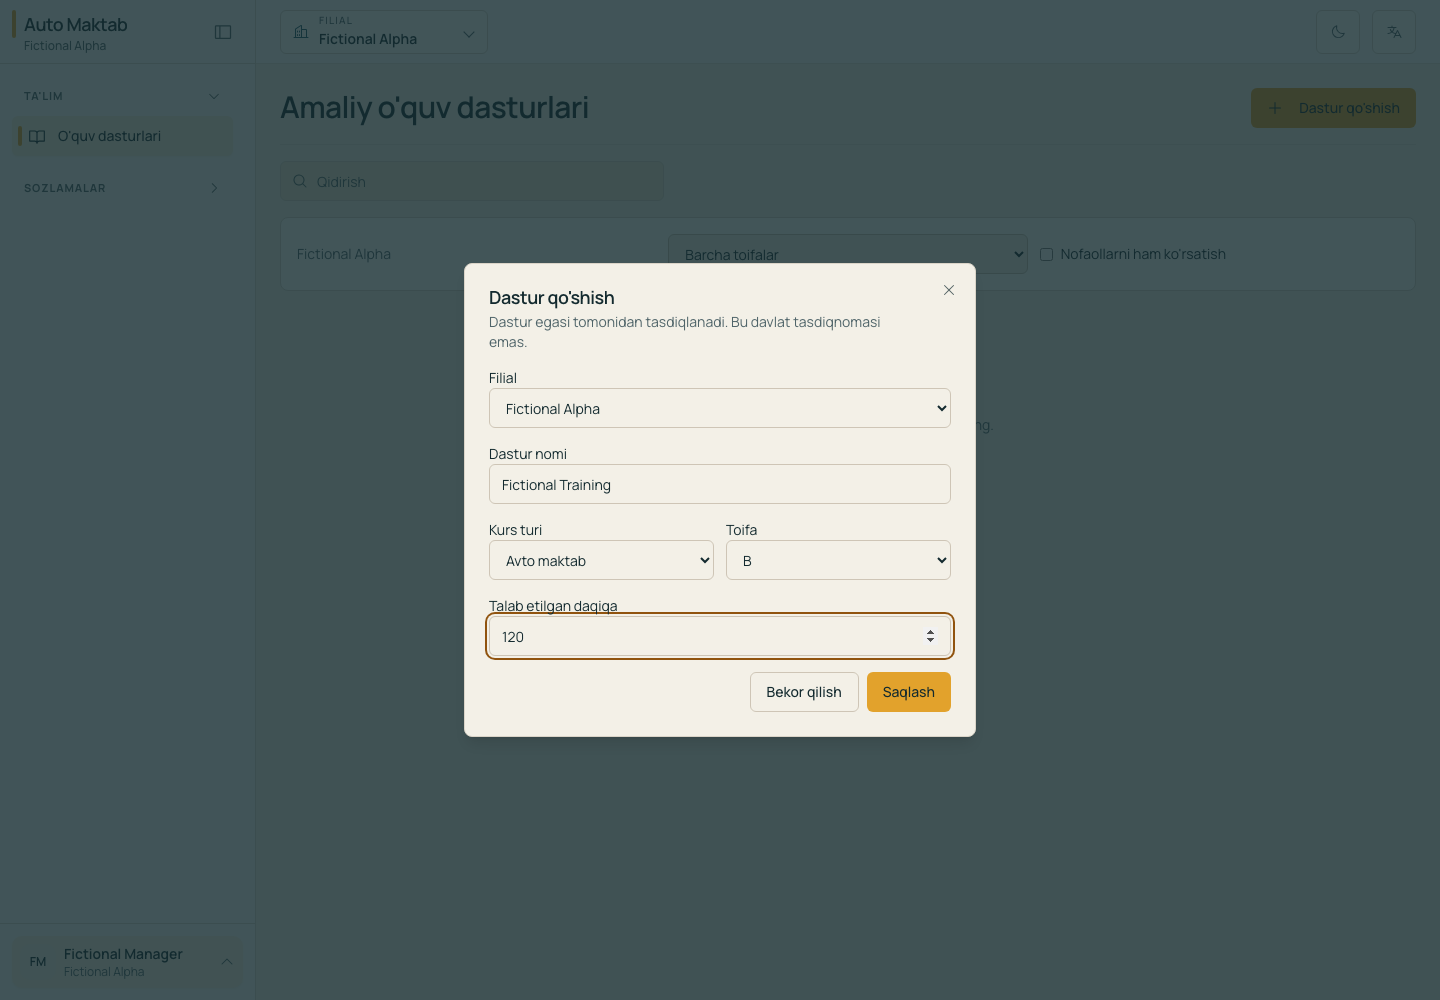 Auto Maktab
Fictional Alpha
FILIAL
Fictional Alpha
TA'LIM
O'quv dasturlari
SOZLAMALAR
Amaliy o'quv dasturlari
Dastur qo'shish
Qidirish
Fictional Alpha
Barcha toifalar
Nofaollarni ham ko'rsatish
ng.
Dastur qo'shish
Dastur egasi tomonidan tasdiqlanadi. Bu davlat tasdiqnomasi
emas.
Filial
Fictional Alpha
Dastur nomi
Fictional Training
Kurs turi
Toifa
Avto maktab
B
Talab etilgan daqiqa
120
Bekor qilish
Saqlash
FM
Fictional Manager
Fictional Alpha